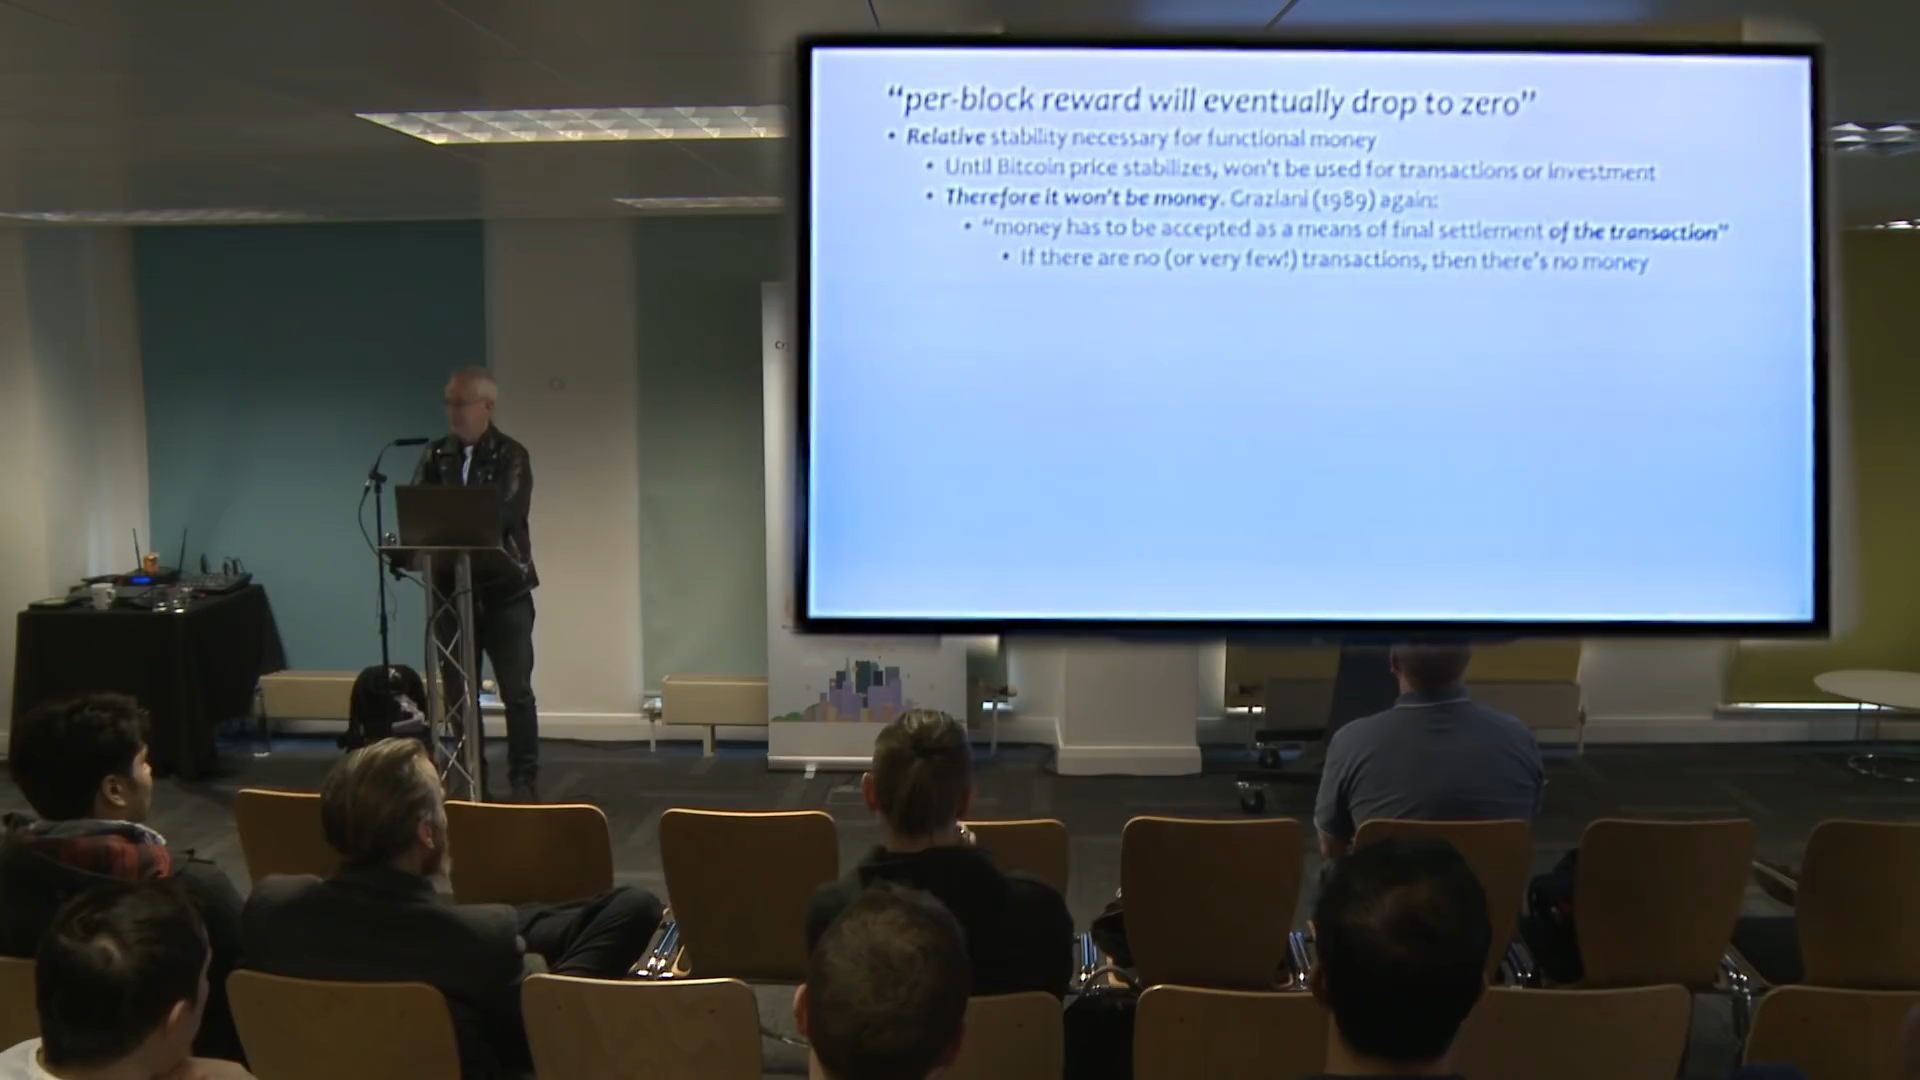 “per-block reward will eventually drop to zero”
• Relative stability necessary for functional money
• Until Bitcoin price stabilizes, won't be used for transactions or investment
• Therefore it won't be money. Graziani (1989) again:
• “money has to be accepted as a means of final settlement of the transaction”
• If there are no (or very few!) transactions, then there's no money